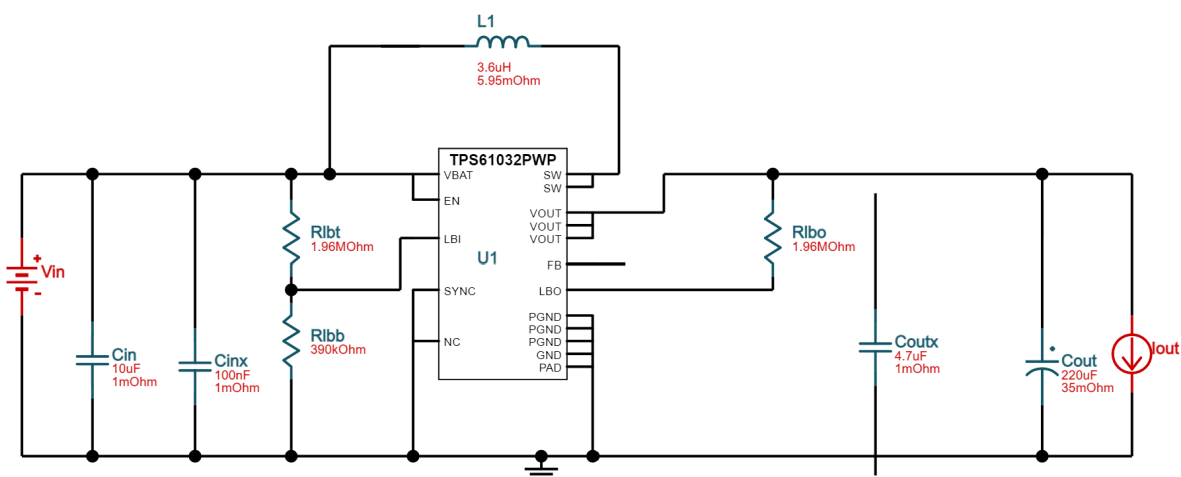 L1
3.6uH
5.95mOhm
TPS61032PWP
VBAT
SW
SW
EN
VOUT
VOUT
VOUT
LBI
U1
FB
SYNC
LBO
PGND
PGND
PGND
NC
GND
PAD
+
Vin
-
Rlbt
1.96MOhm
Rlbb
390kOhm
Cin
10uF
1mOhm
Cinx
100nF
1mOhm
Rlbo
1.96MOhm
Coutx
4.7uF
1mOhm
Cout
220uF
35mOhm
Iout